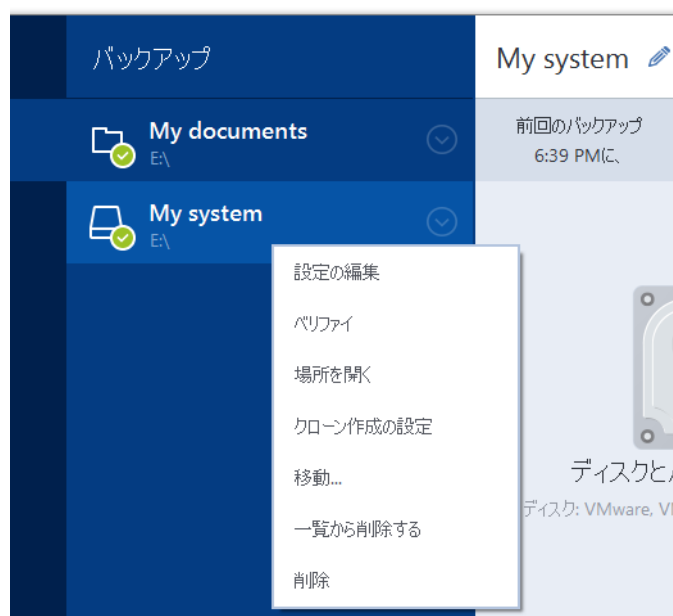 バックアップ
My system
My documents
E:\
前回のバックアップ
6:39 PMに、
My system
E:\
設定の編集
ベリファイ
場所を開く
クローン作成の設定
移動...
一覧から削除する
削除
ディスクと
ディスク: VMware,